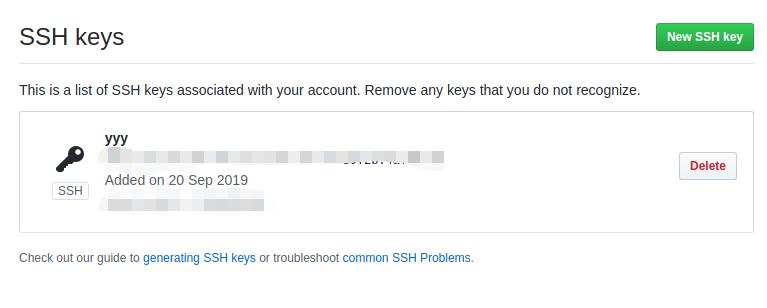 SSH keys
New SSH key
This is a list of SSH keys associated with your account. Remove any keys that you do not recognize.
yyy
Added on 20 Sep 2019
SSH
Delete
Check out our guide to generating SSH keys or troubleshoot common SSH Problems.